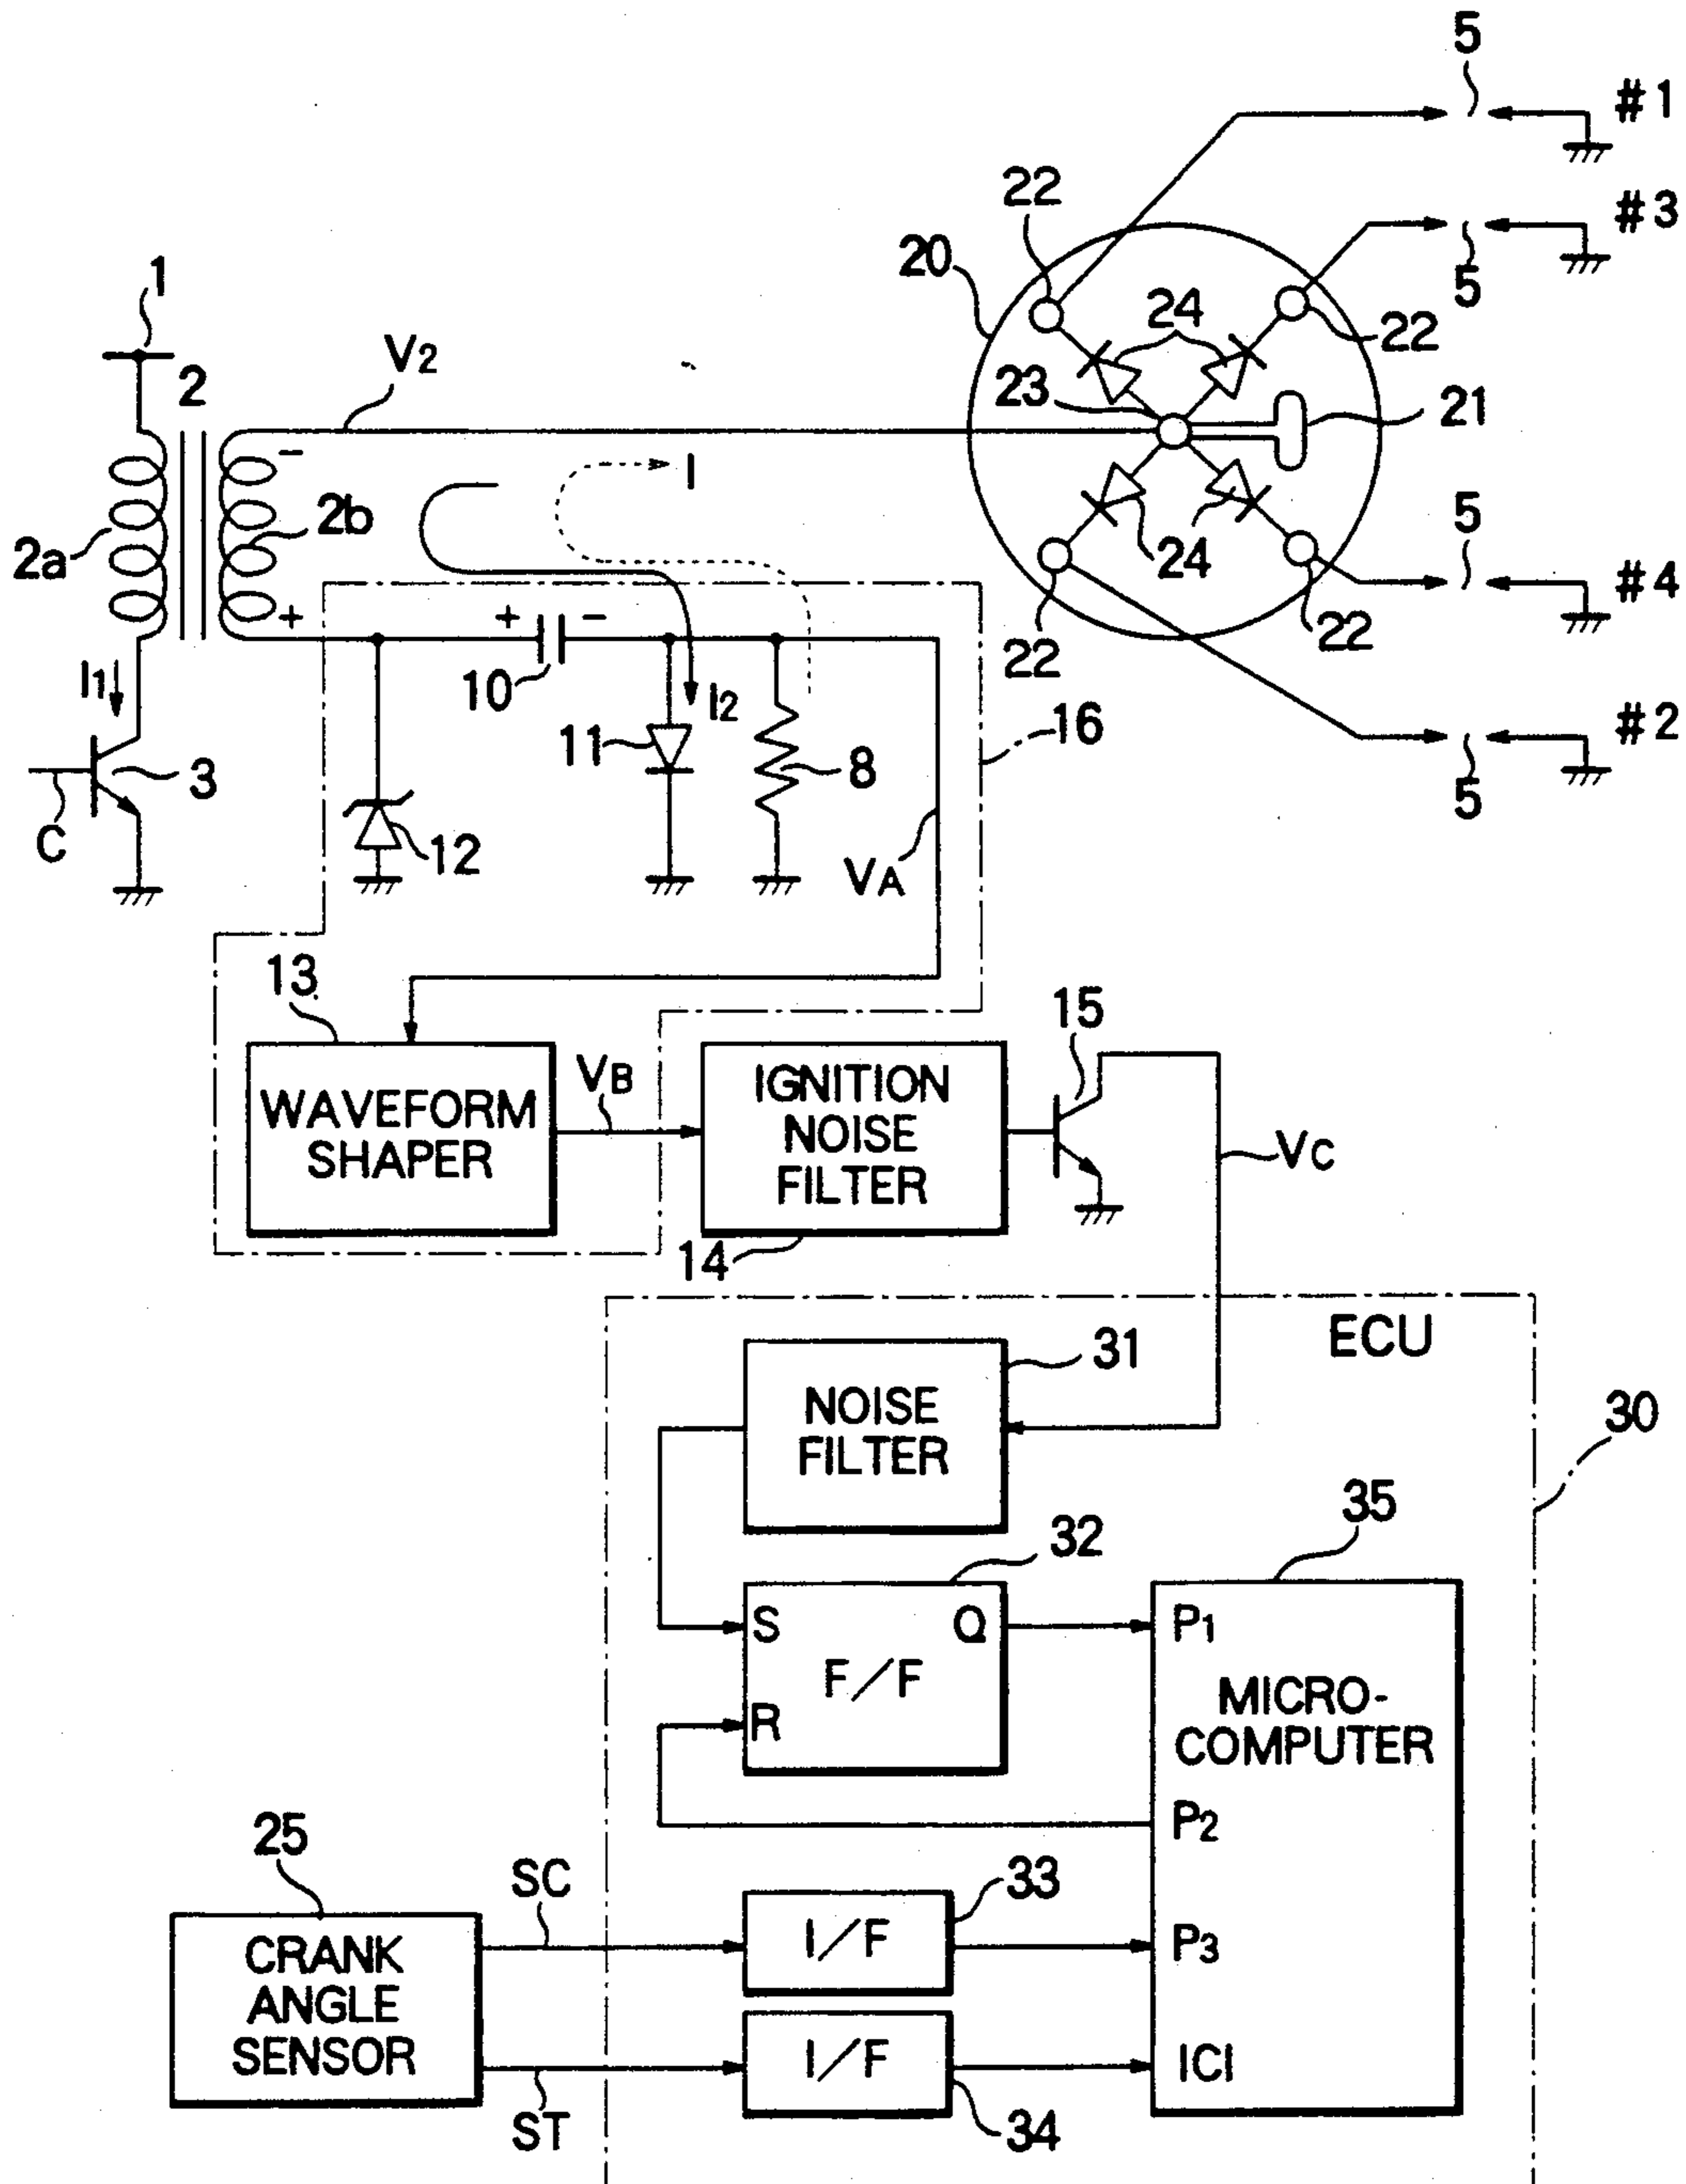 5
#1
22
#3
20
5
1
24
22
V2
2
23
21
-
I
2b
5
2a
24
#4
+
+
-
22
22
10
I1
I2
#2
16
11
8
3
5
C
12
VA
13
15
VB
WAVEFORM
SHAPER
IGNITION
NOISE
FILTER
VC
14
ECU
31
NOISE
FILTER
30
35
32
S
Q
P1
F/F
MICRO-
COMPUTER
R
P2
25
SC
33
CRANK
ANGLE
SENSOR
I/F
P3
I/F
ICI
ST
34